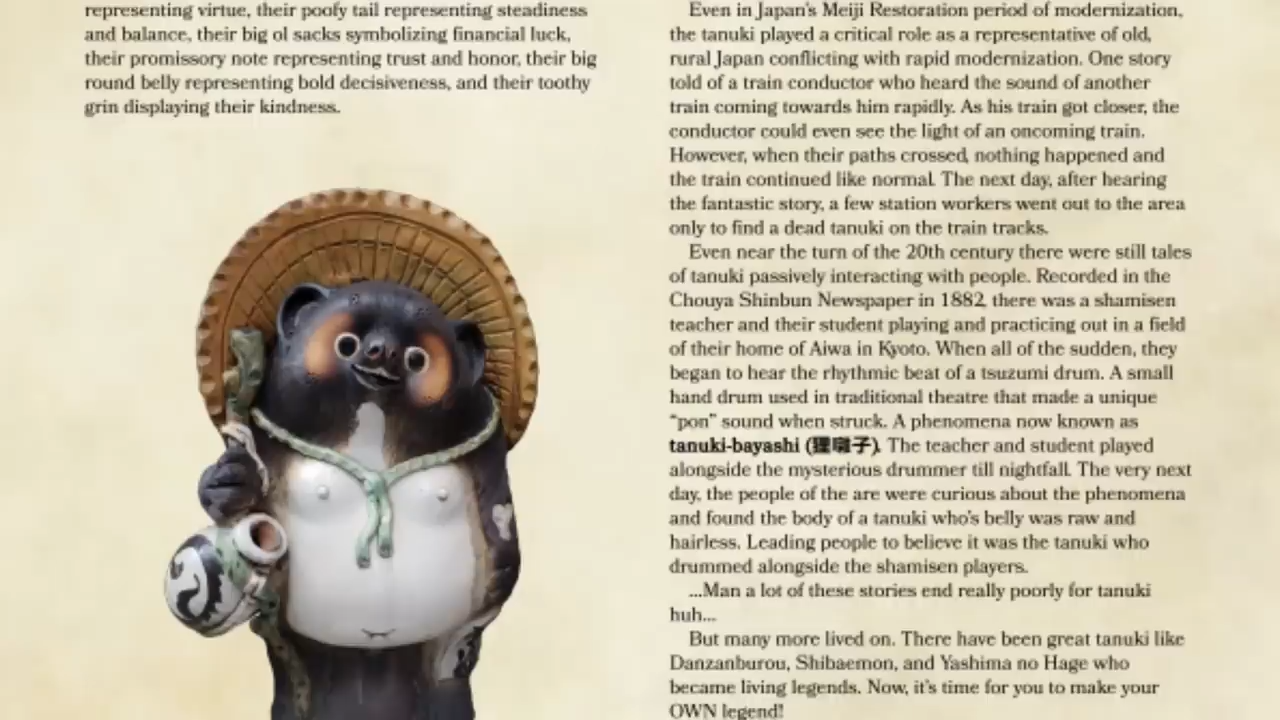 representing virtue, their poofy tail representing steadiness
and balance, their big ol sacks symbolizing financial luck,
their promissory note representing trust and honor, their big
round belly representing bold decisiveness, and their toothy
grin displaying their kindness.
Even in Japan's Meiji Restoration period of modernization,
the tanuki played a critical role as a representative of old,
rural Japan conflicting with rapid modernization. One story
told of a train conductor who heard the sound of another
train coming towards him rapidly. As his train got closer, the
conductor could even see the light of an oncoming train.
However, when their paths crossed, nothing happened and
the train continued like normal. The next day, after hearing
the fantastic story, a few station workers went out to the area
only to find a dead tanuki on the train tracks.
Even near the turn of the 20th century there were still tales
of tanuki passively interacting with people. Recorded in the
Chouya Shinbun Newspaper in 1882, there was a shamisen
teacher and their student playing and practicing out in a field
of their home of Aiwa in Kyoto. When all of the sudden, they
began to hear the rhythmic beat of a tsuzumi drum. A small
hand drum used in traditional theatre that made a unique
“pon” sound when struck. A phenomena now known as
tanuki-bayashi (狸囃子). The teacher and student played
alongside the mysterious drummer till nightfall. The very next
day, the people of the are were curious about the phenomena
and found the body of a tanuki who's belly was raw and
hairless. Leading people to believe it was the tanuki who
drummed alongside the shamisen players.
...Man a lot of these stories end really poorly for tanuki
huh...
But many more lived on. There have been great tanuki like
Danzanburou, Shibaemon, and Yashima no Hage who
became living legends. Now, it's time for you to make your
OWN legend!